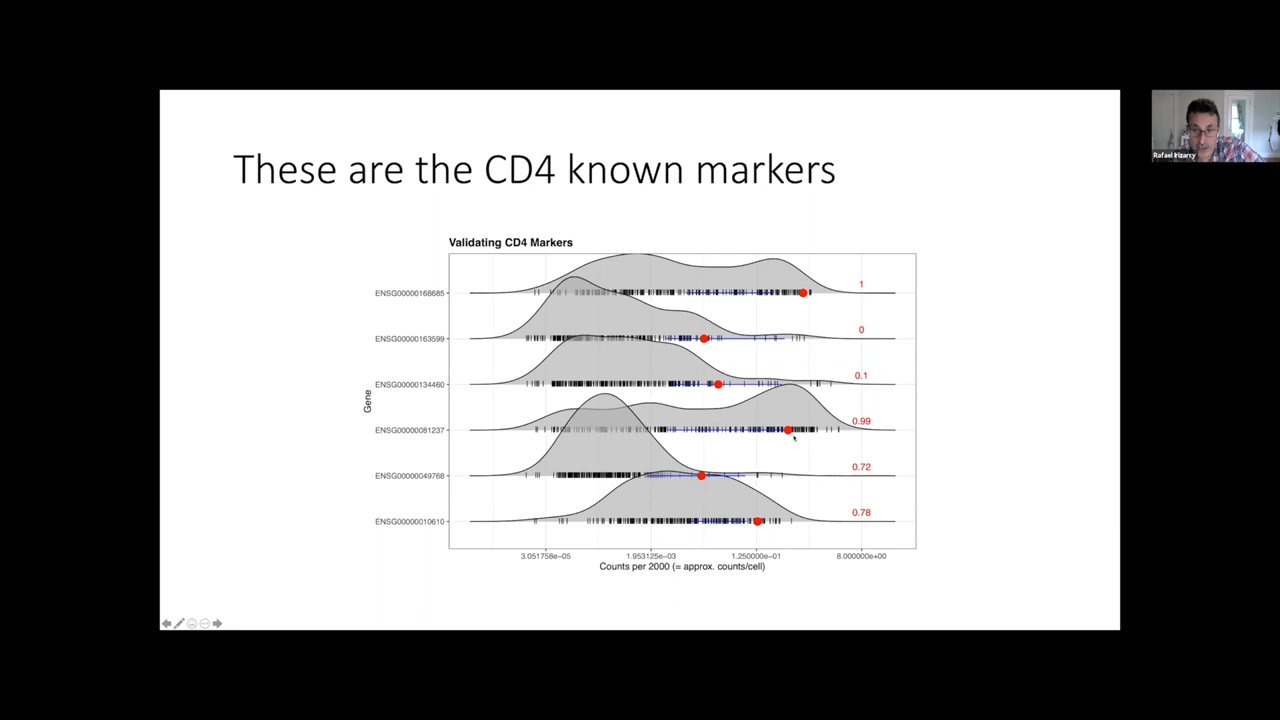 These are the CD4 known markers
Validating CD4 Markers
ENSG00000168685
1
ENSG00000163599
0
ENSG00000134460
0.1
ENSG00000081237
0.99
ENSG00000049768
0.72
ENSG00000010610
0.78
Gene
3.051758e−05 1.953125e−03 1.250000e−01 8.000000e+00
Counts per 2000 (= approx. counts/cell)
Rafael Irizarry